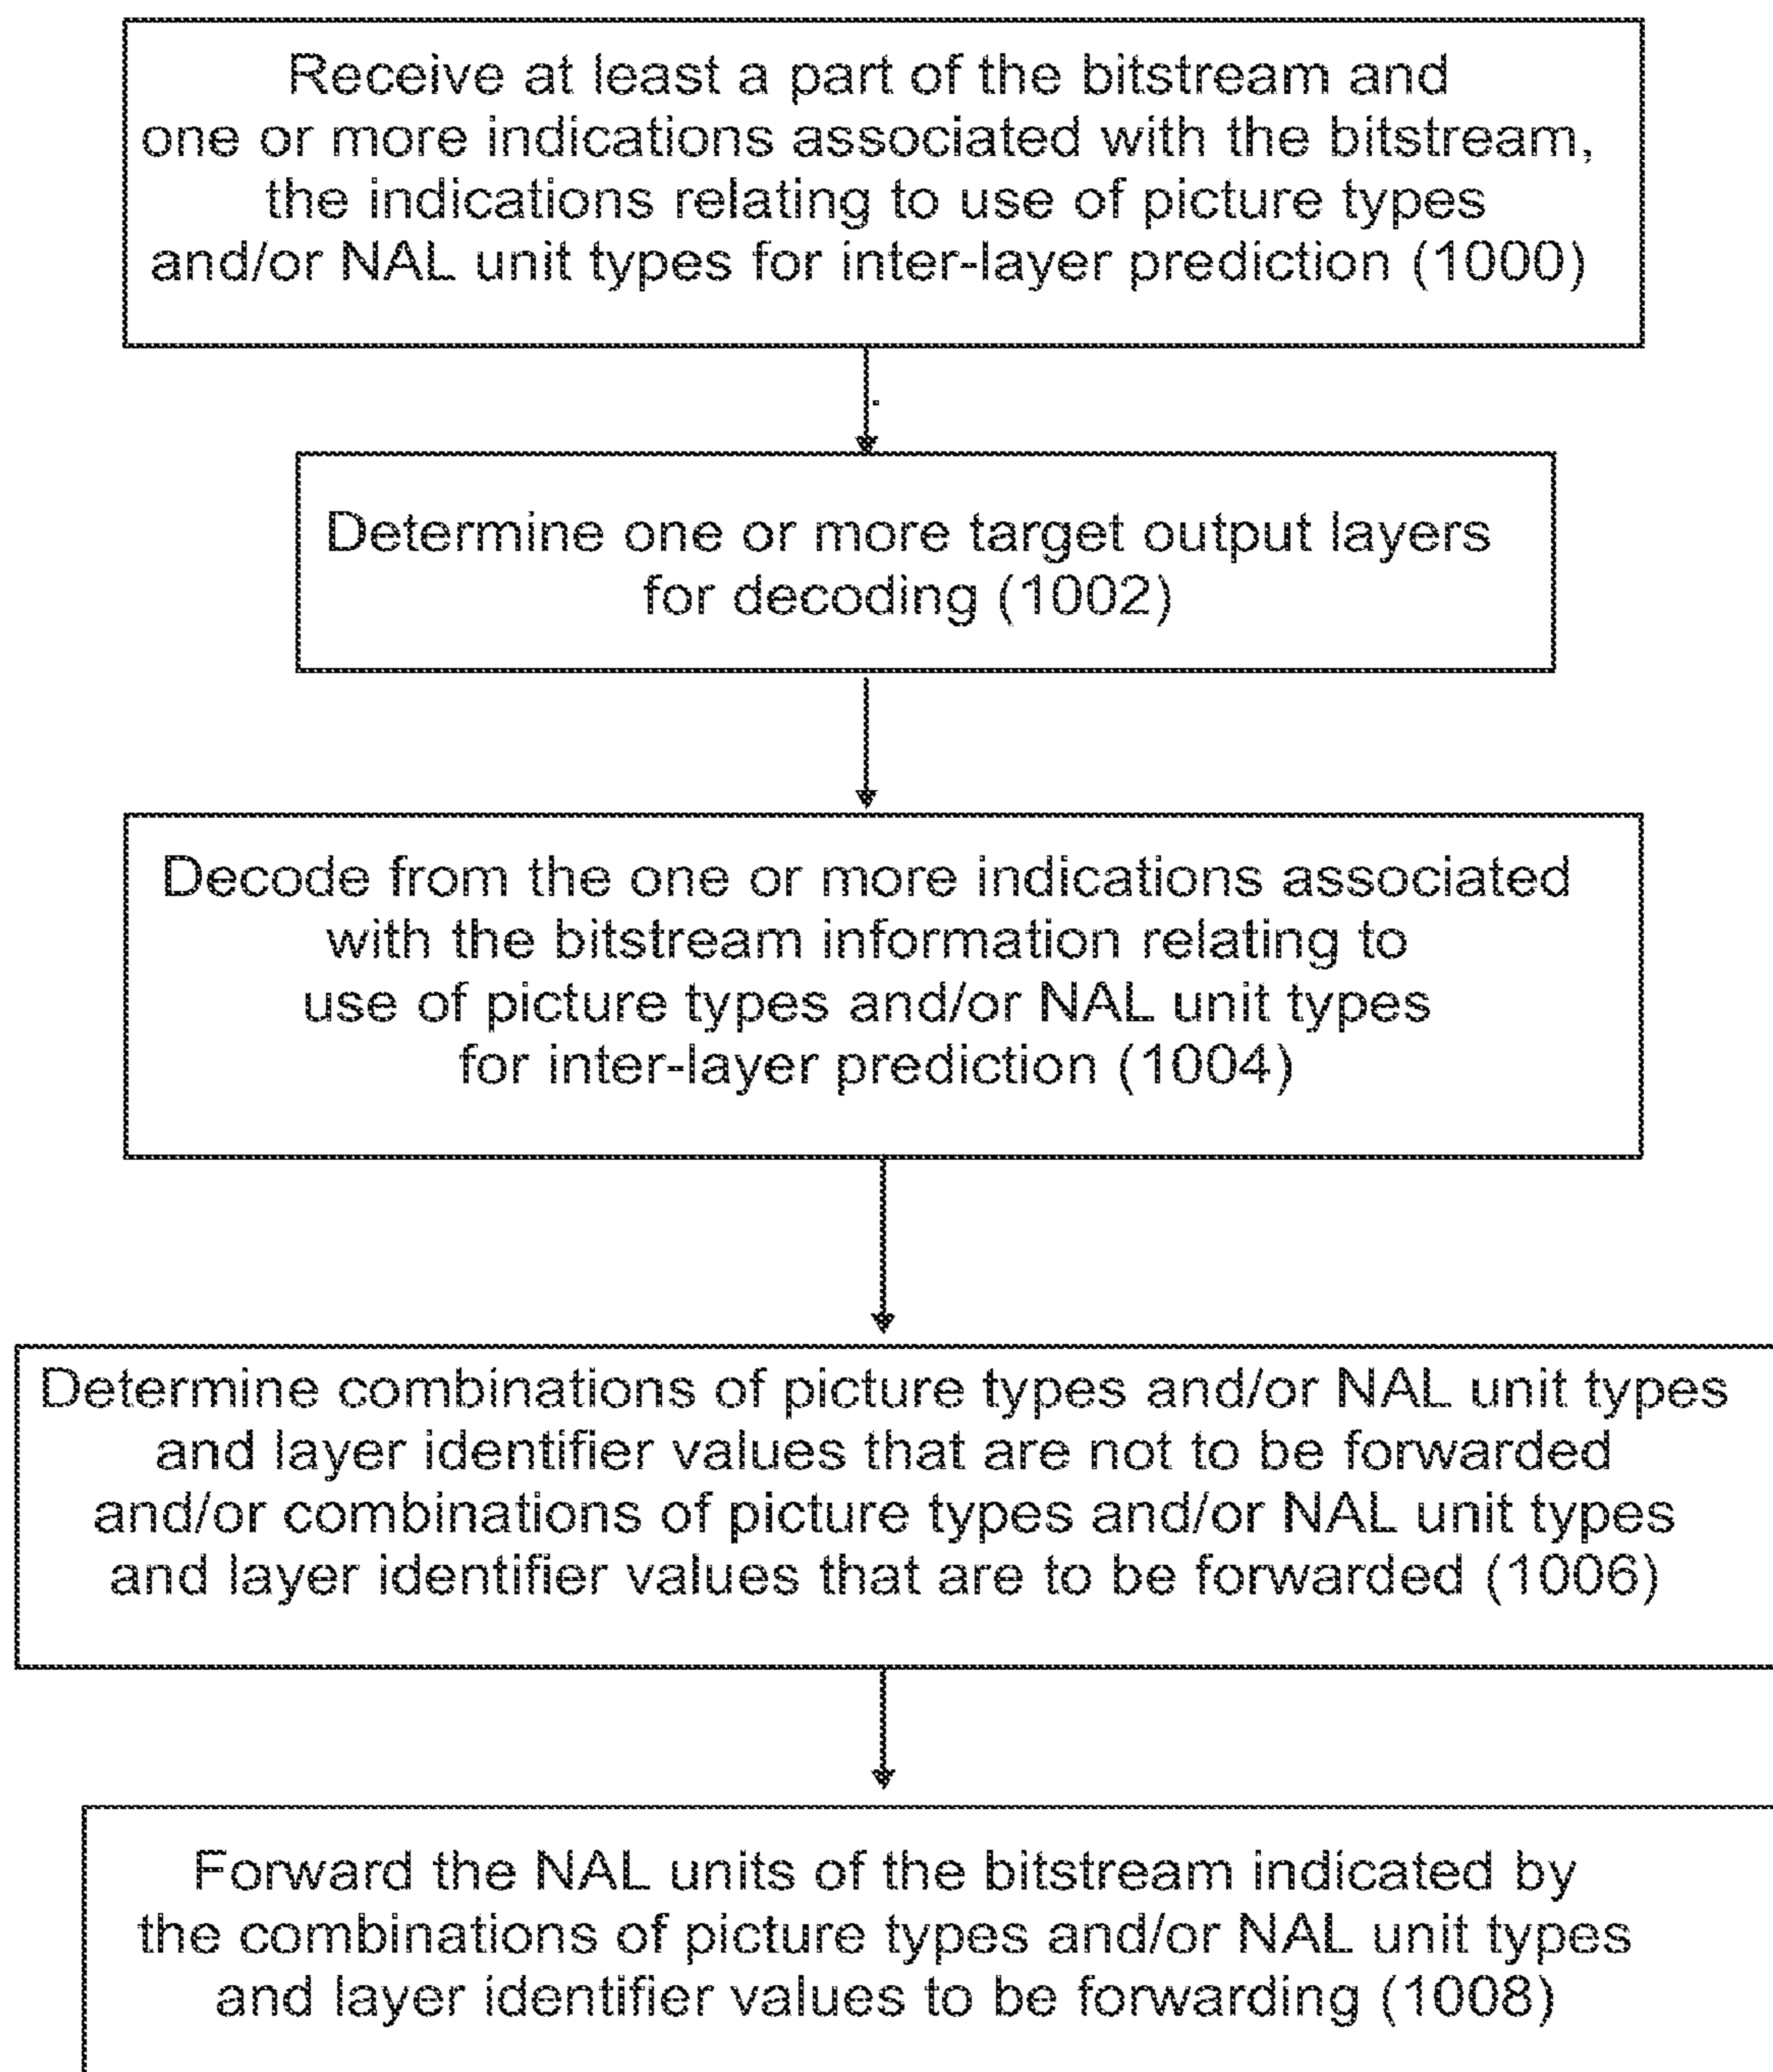 Receive at least a part of the bitstream and
one or more indications associated with the bitstream,
the indications relating to use of picture types
and/or NAL unit types for inter-layer prediction (1000)
Determine one or more target output layers
for decoding (1002)
Decode from the one or more indications associated
with the bitstream information relating to
use of picture types and/or NAL unit types
for inter-layer prediction (1004)
Determine combinations of picture types and/or NAL unit types
and layer identifier values that are not to be forwarded
and/or combinations of picture types and/or NAL unit types
and layer identifier values that are to be forwarded (1006)
Forward the NAL units of the bitstream indicated by
the combinations of picture types and/or NAL unit types
and layer identifier values to be forwarding (1008)